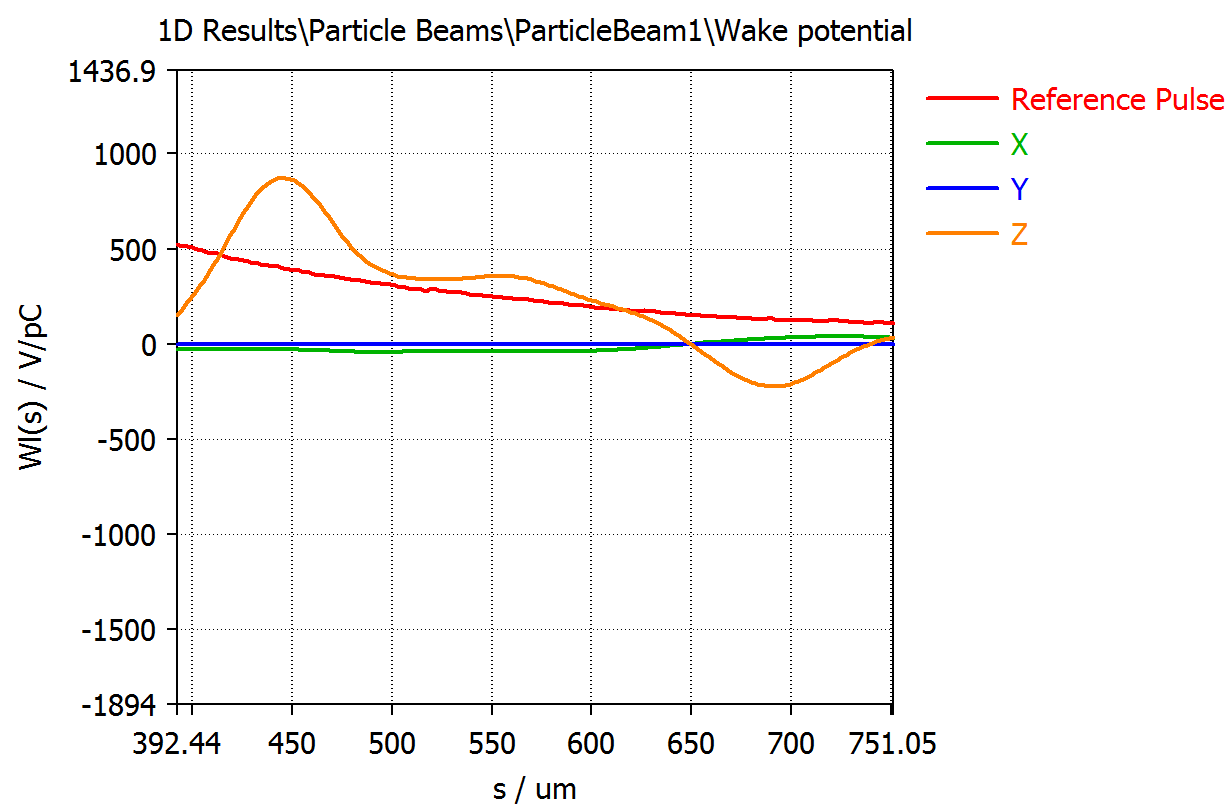 1D Results\Particle Beams\ParticleBeam1\Wake potential
1436.9
1000
500
0
-500
-1000
-1500
-1894
Wl(s) / V/pC
392.44 450 500 550 600 650 700 751.05
s / um
Reference Pulse
X
Y
Z